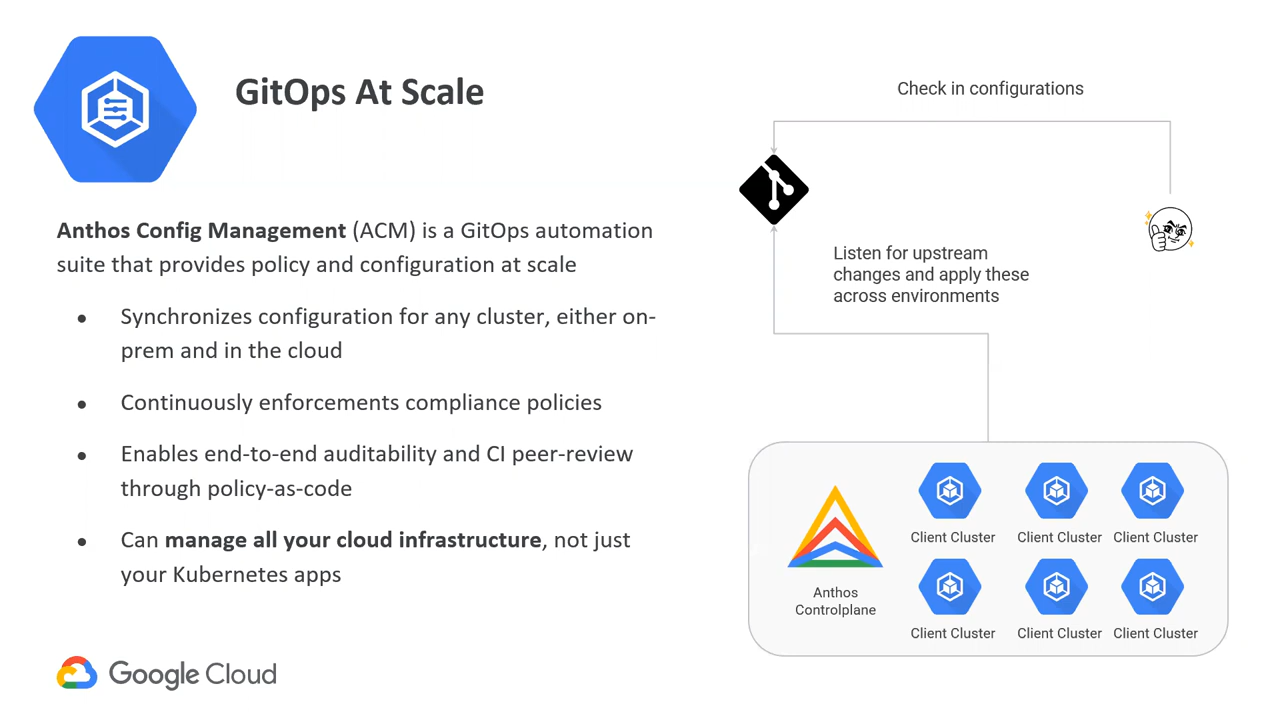 GitOps At Scale
Anthos Config Management (ACM) is a GitOps automation
suite that provides policy and configuration at scale
● Synchronizes configuration for any cluster, either on-
prem and in the cloud
● Continuously enforcements compliance policies
● Enables end-to-end auditability and CI peer-review
through policy-as-code
● Can manage all your cloud infrastructure, not just
your Kubernetes apps
Google Cloud
Check in configurations
Listen for upstream
changes and apply these
across environments
Anthos
Controlplane
Client Cluster
Client Cluster
Client Cluster
Client Cluster
Client Cluster
Client Cluster